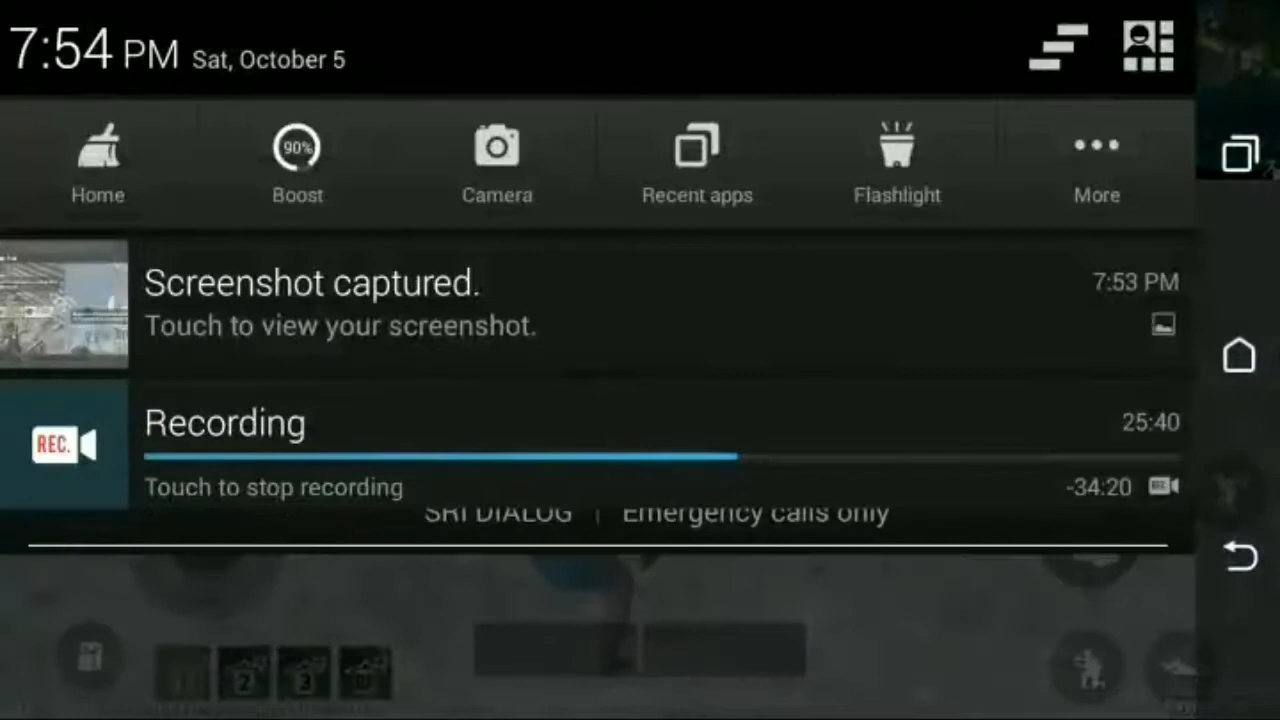 7:54 PM Sat, October 5
90%
Home Boost Camera Recent apps Flashlight More
Screenshot captured. 7:53 PM
Touch to view your screenshot.
REC. Recording 25:40
Touch to stop recording -34:20 REC
SRI DIALOG | Emergency calls only
2 3